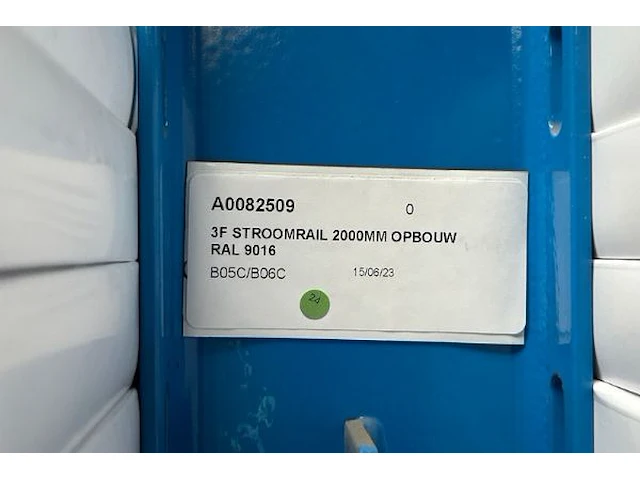 A0082509 0
3F STROOMRAIL 2000MM OPBOUW
RAL 9016
B05C/B06C 15/06/23
24